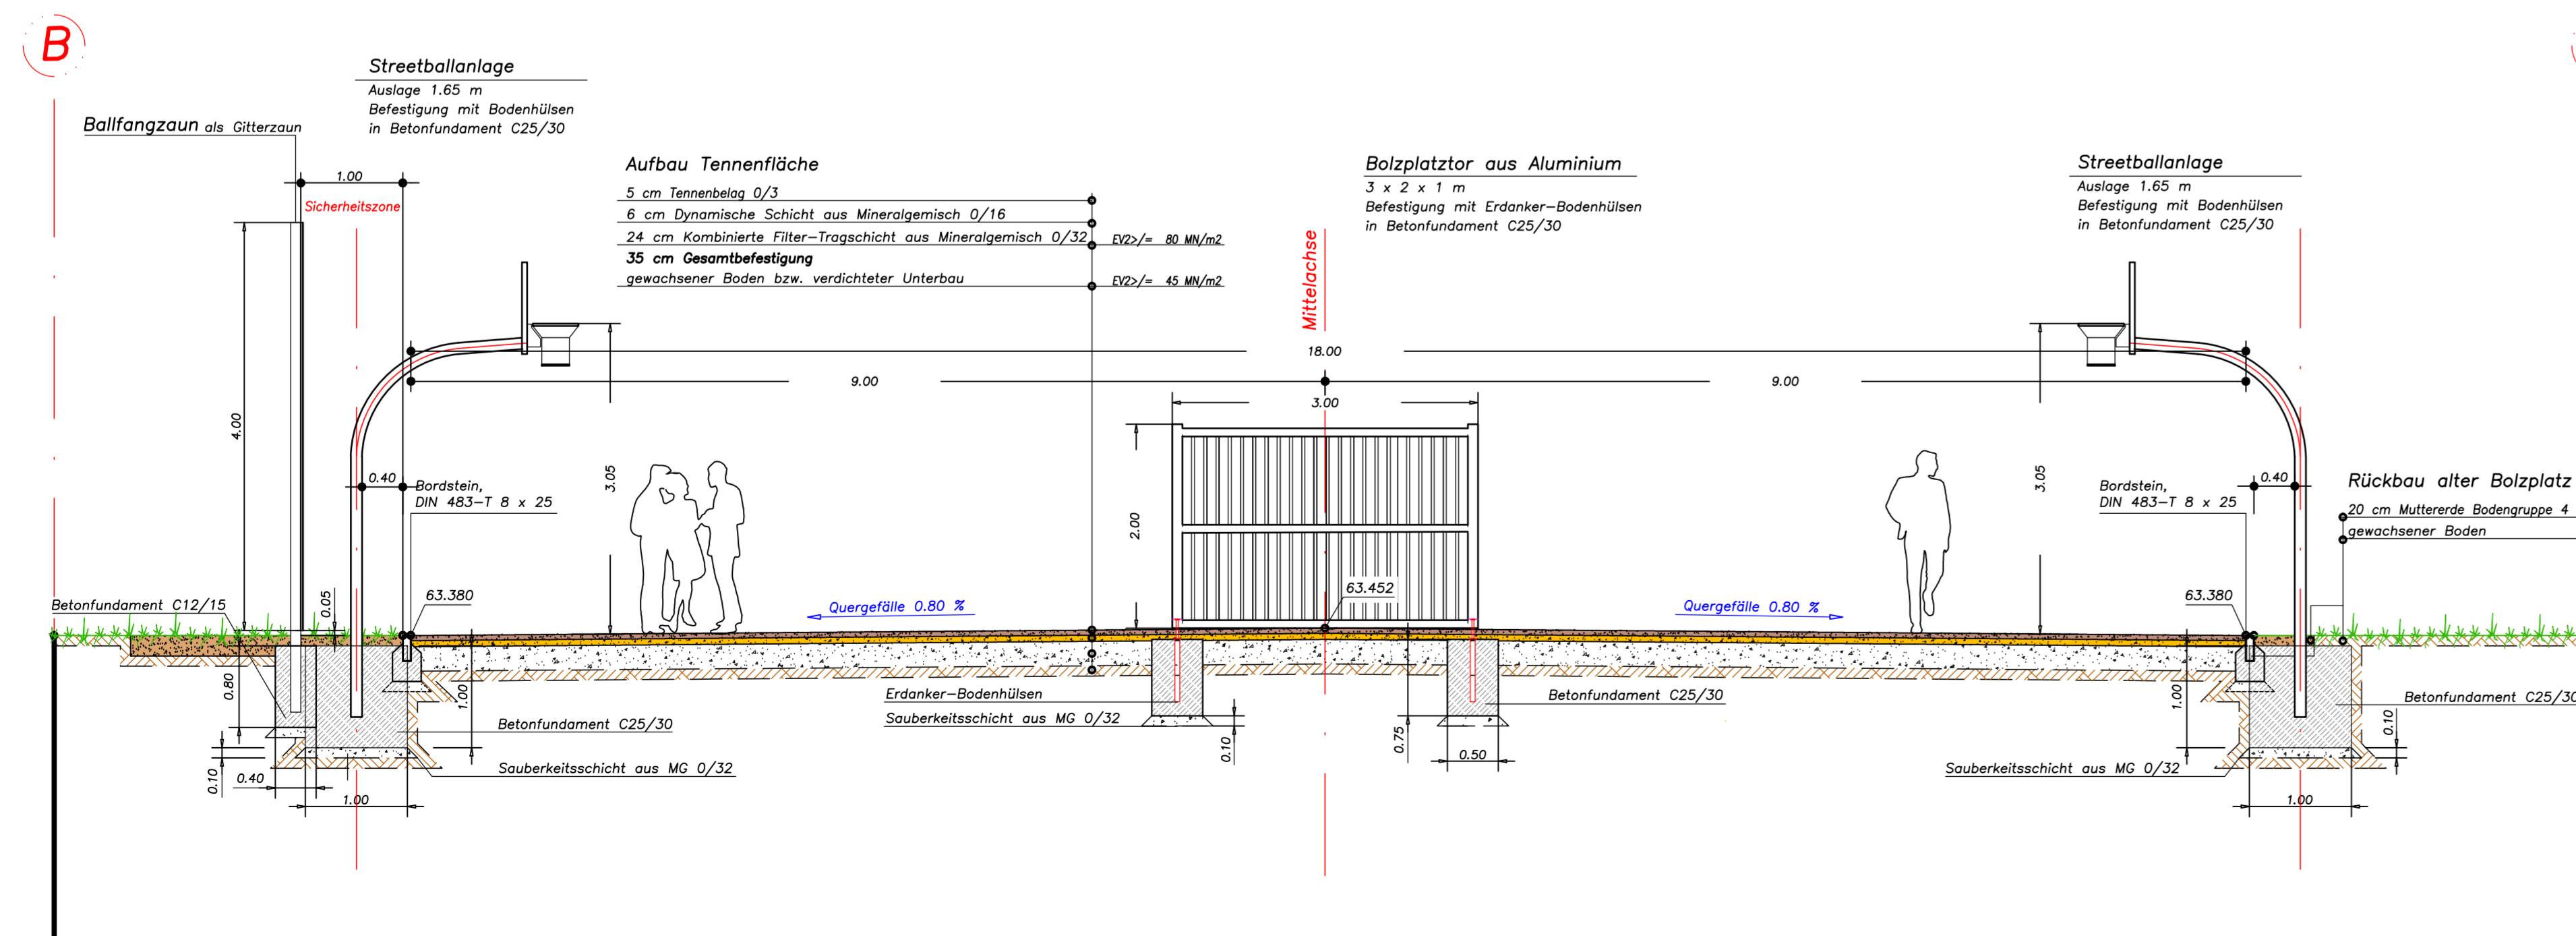 B
Streetballanlage
Auslage 1.65 m
Befestigung mit Bodenhülsen
in Betonfundament C25/30
Ballfangzaun als Gitterzaun
1.00
Sicherheitszone
Aufbau Tennenfläche
5 cm Tennenbelag 0/3
6 cm Dynamische Schicht aus Mineralgemisch 0/16
24 cm Kombinierte Filter-Tragschicht aus Mineralgemisch 0/32 EV2>/= 80 MN/m2
35 cm Gesamtbefestigung
gewachsener Boden bzw. verdichteter Unterbau EV2>/= 45 MN/m2
Mittelachse
Bolzplatztor aus Aluminium
3 x 2 x 1 m
Befestigung mit Erdanker-Bodenhülsen
in Betonfundament C25/30
Streetballanlage
Auslage 1.65 m
Befestigung mit Bodenhülsen
in Betonfundament C25/30
18.00
9.00
9.00
3.00
4.00
0.40
Bordstein,
DIN 483-T 8 x 25
3.05
2.00
3.05
Bordstein,
DIN 483-T 8 x 25
0.40
Rückbau alter Bolzplatz
20 cm Muttererde Bodengruppe 4
gewachsener Boden
Betonfundament C12/15
0.05
63.380
Quergefälle 0.80 %
63.452
Quergefälle 0.80 %
63.380
0.80
1.00
Betonfundament C25/30
Erdanker-Bodenhülsen
Sauberkeitsschicht aus MG 0/32
0.10
0.75
0.50
Betonfundament C25/30
1.00
Betonfundament C25/30
0.10
0.10
0.40
Sauberkeitsschicht aus MG 0/32
1.00
Sauberkeitsschicht aus MG 0/32
1.00